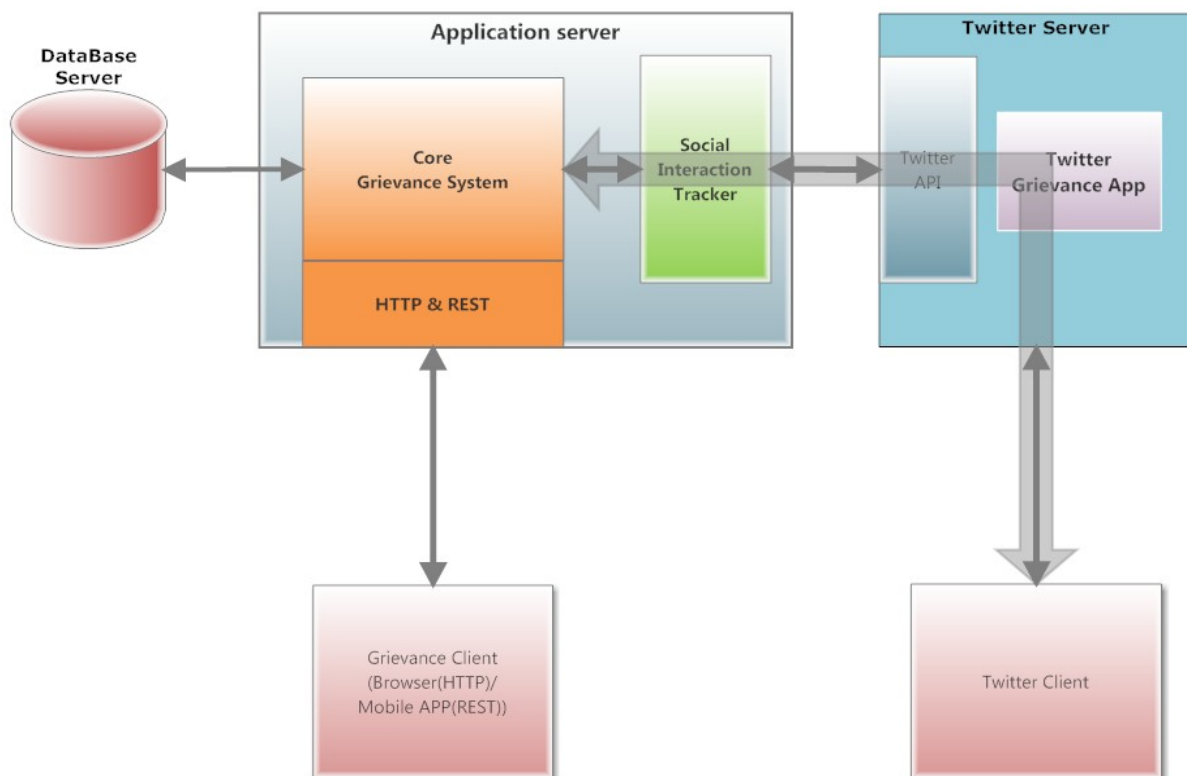 Application server
Twitter Server
DataBase
Server
Core
Grievance System
Social
Interaction
Tracker
Twitter
API
Twitter
Grievance App
HTTP & REST
Grievance Client
(Browser(HTTP)/
Mobile APP(REST))
Twitter Client